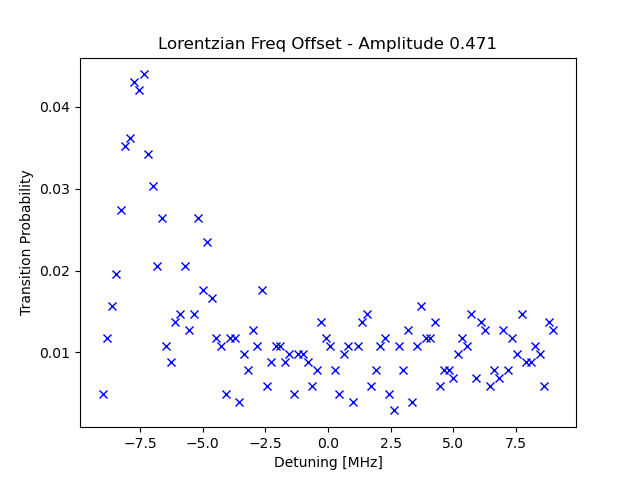 Lorentzian Freq Offset - Amplitude 0.471
Transition Probability
0.04
0.03
0.02
0.01
−7.5 −5.0 −2.5 0.0 2.5 5.0 7.5
Detuning [MHz]